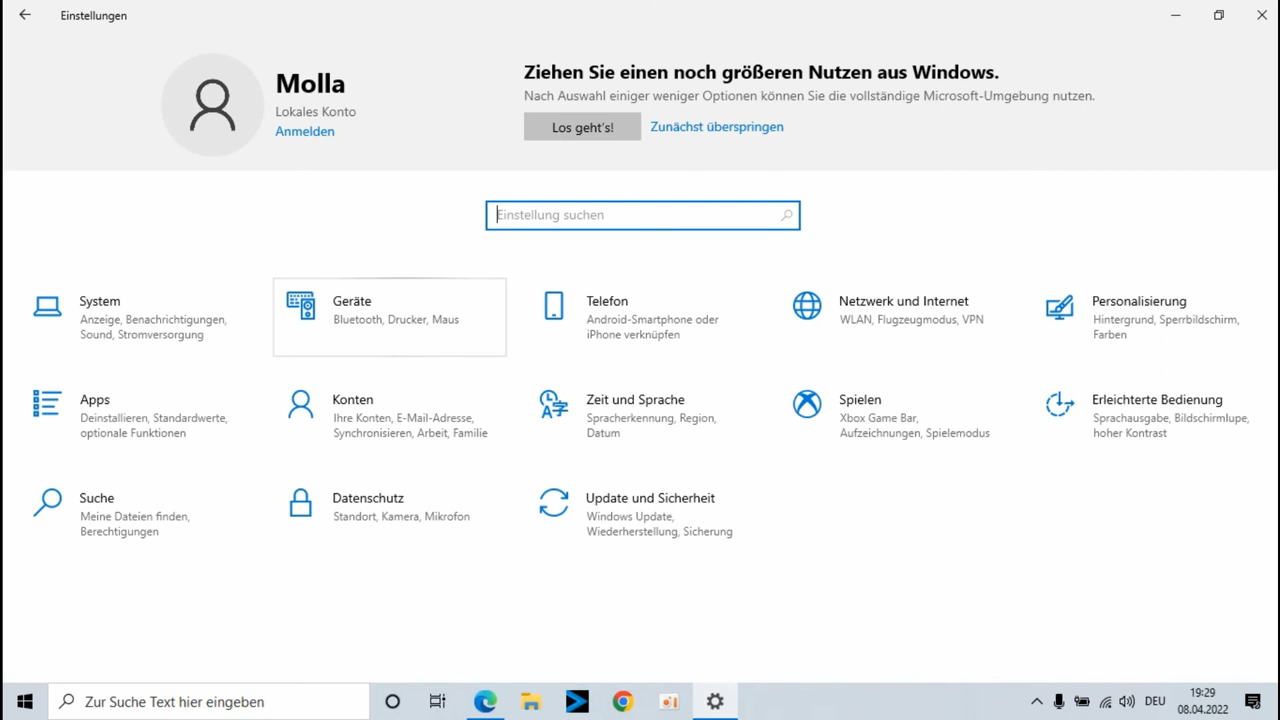 Einstellungen
Molla
Lokales Konto
Anmelden
Ziehen Sie einen noch größeren Nutzen aus Windows.
Nach Auswahl einiger weniger Optionen können Sie die vollständige Microsoft-Umgebung nutzen.
Los geht's!
Zunächst überspringen
Einstellung suchen
System
Anzeige, Benachrichtigungen,
Sound, Stromversorgung
Geräte
Bluetooth, Drucker, Maus
Telefon
Android-Smartphone oder
iPhone verknüpfen
Netzwerk und Internet
WLAN, Flugzeugmodus, VPN
Personalisierung
Hintergrund, Sperrbildschirm,
Farben
Apps
Deinstallieren, Standardwerte,
optionale Funktionen
Konten
Ihre Konten, E-Mail-Adresse,
Synchronisieren, Arbeit, Familie
Zeit und Sprache
Spracherkennung, Region,
Datum
Spielen
Xbox Game Bar,
Aufzeichnungen, Spielemodus
Erleichterte Bedienung
Sprachausgabe, Bildschirmlupe,
hoher Kontrast
Suche
Meine Dateien finden,
Berechtigungen
Datenschutz
Standort, Kamera, Mikrofon
Update und Sicherheit
Windows Update,
Wiederherstellung, Sicherung
Zur Suche Text hier eingeben
DEU
19:29
08.04.2022